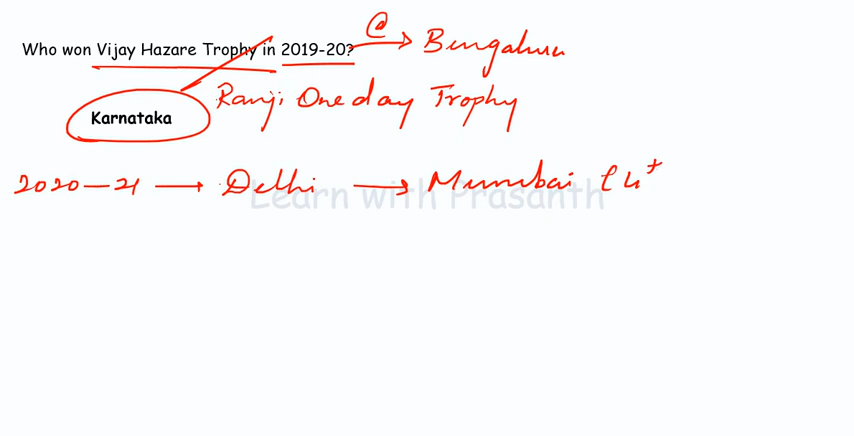 Who won Vijay Hazare Trophy in 2019-20? @ → Bengaluru
Karnataka
Ranji One day Trophy
2020-21 → Delhi → Mumbai (4+
Learn with Prasanth